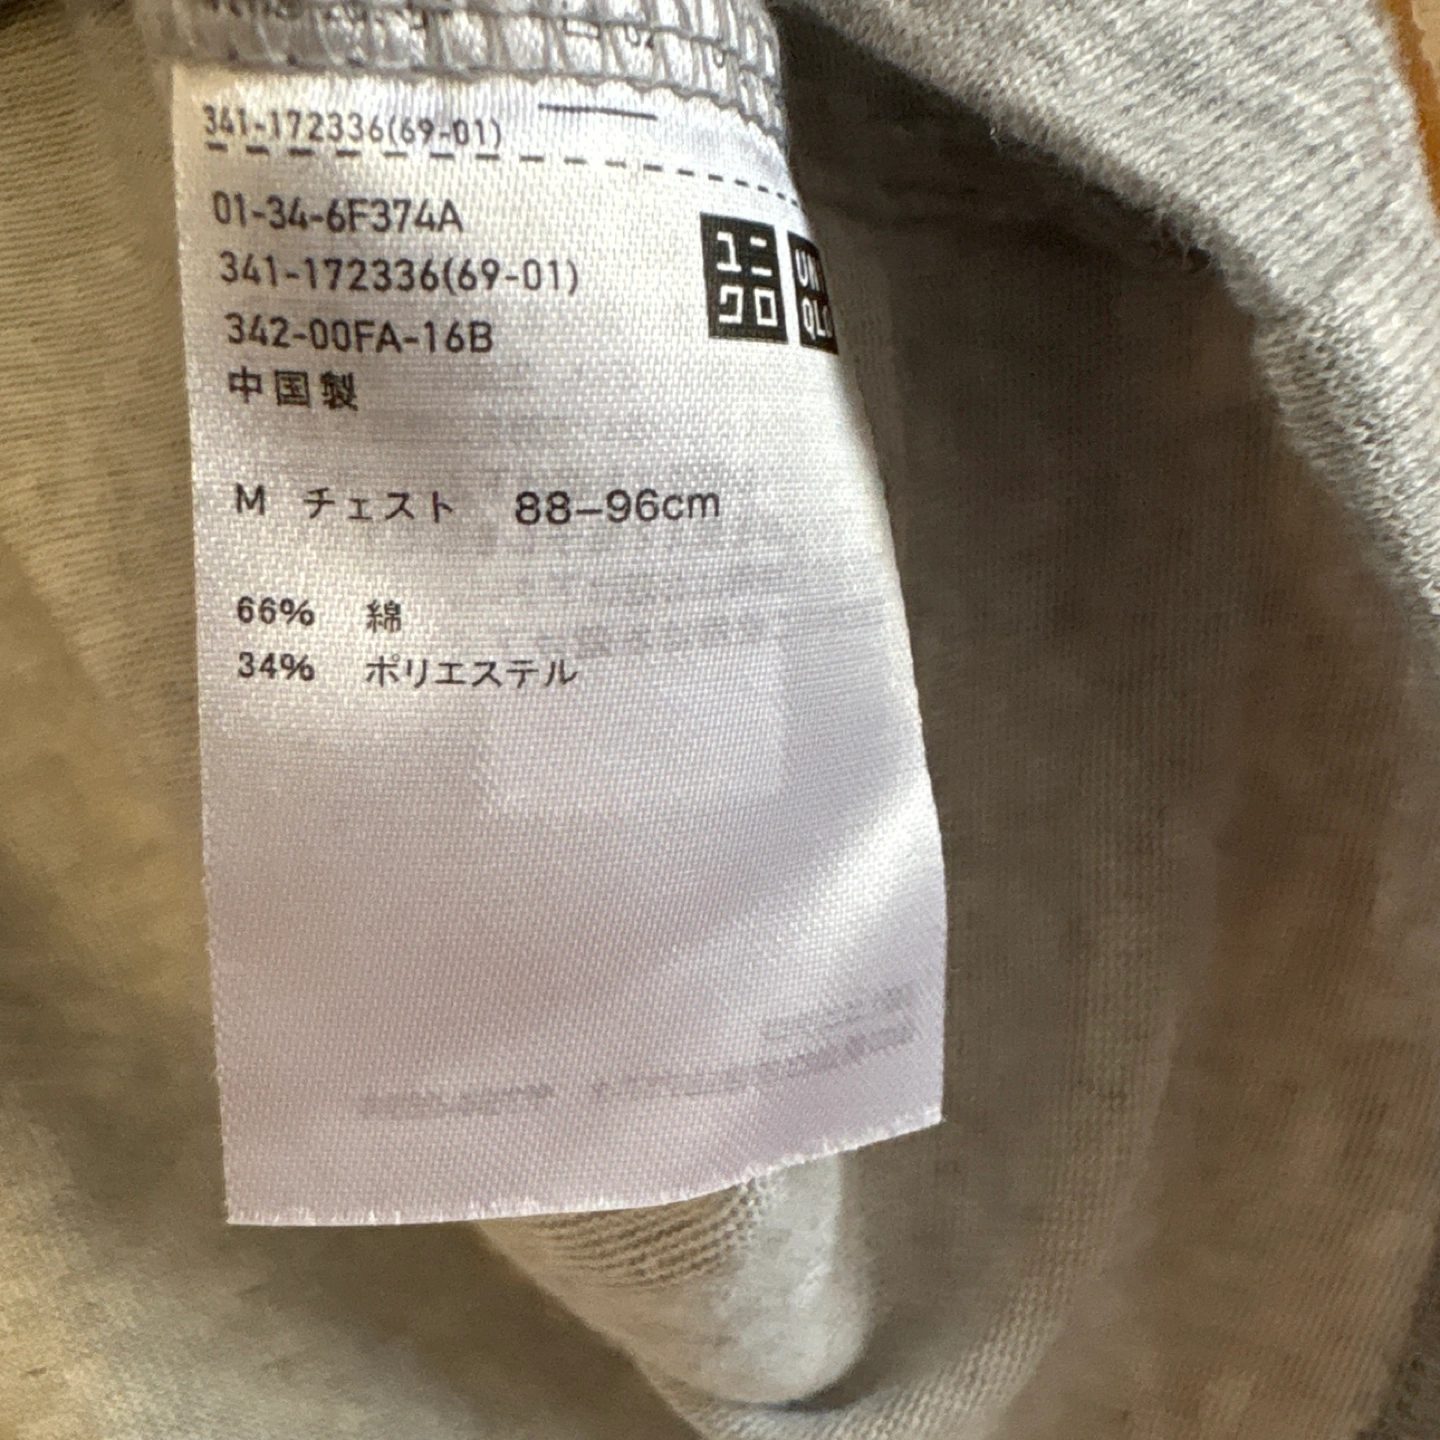 341-172336(69-01)
01-34-6F374A
341-172336(69-01)
342-00FA-16B
中国製
ユニ
クロ
UNI
QLO
M チェスト 88–96cm
66% 綿
34% ポリエステル